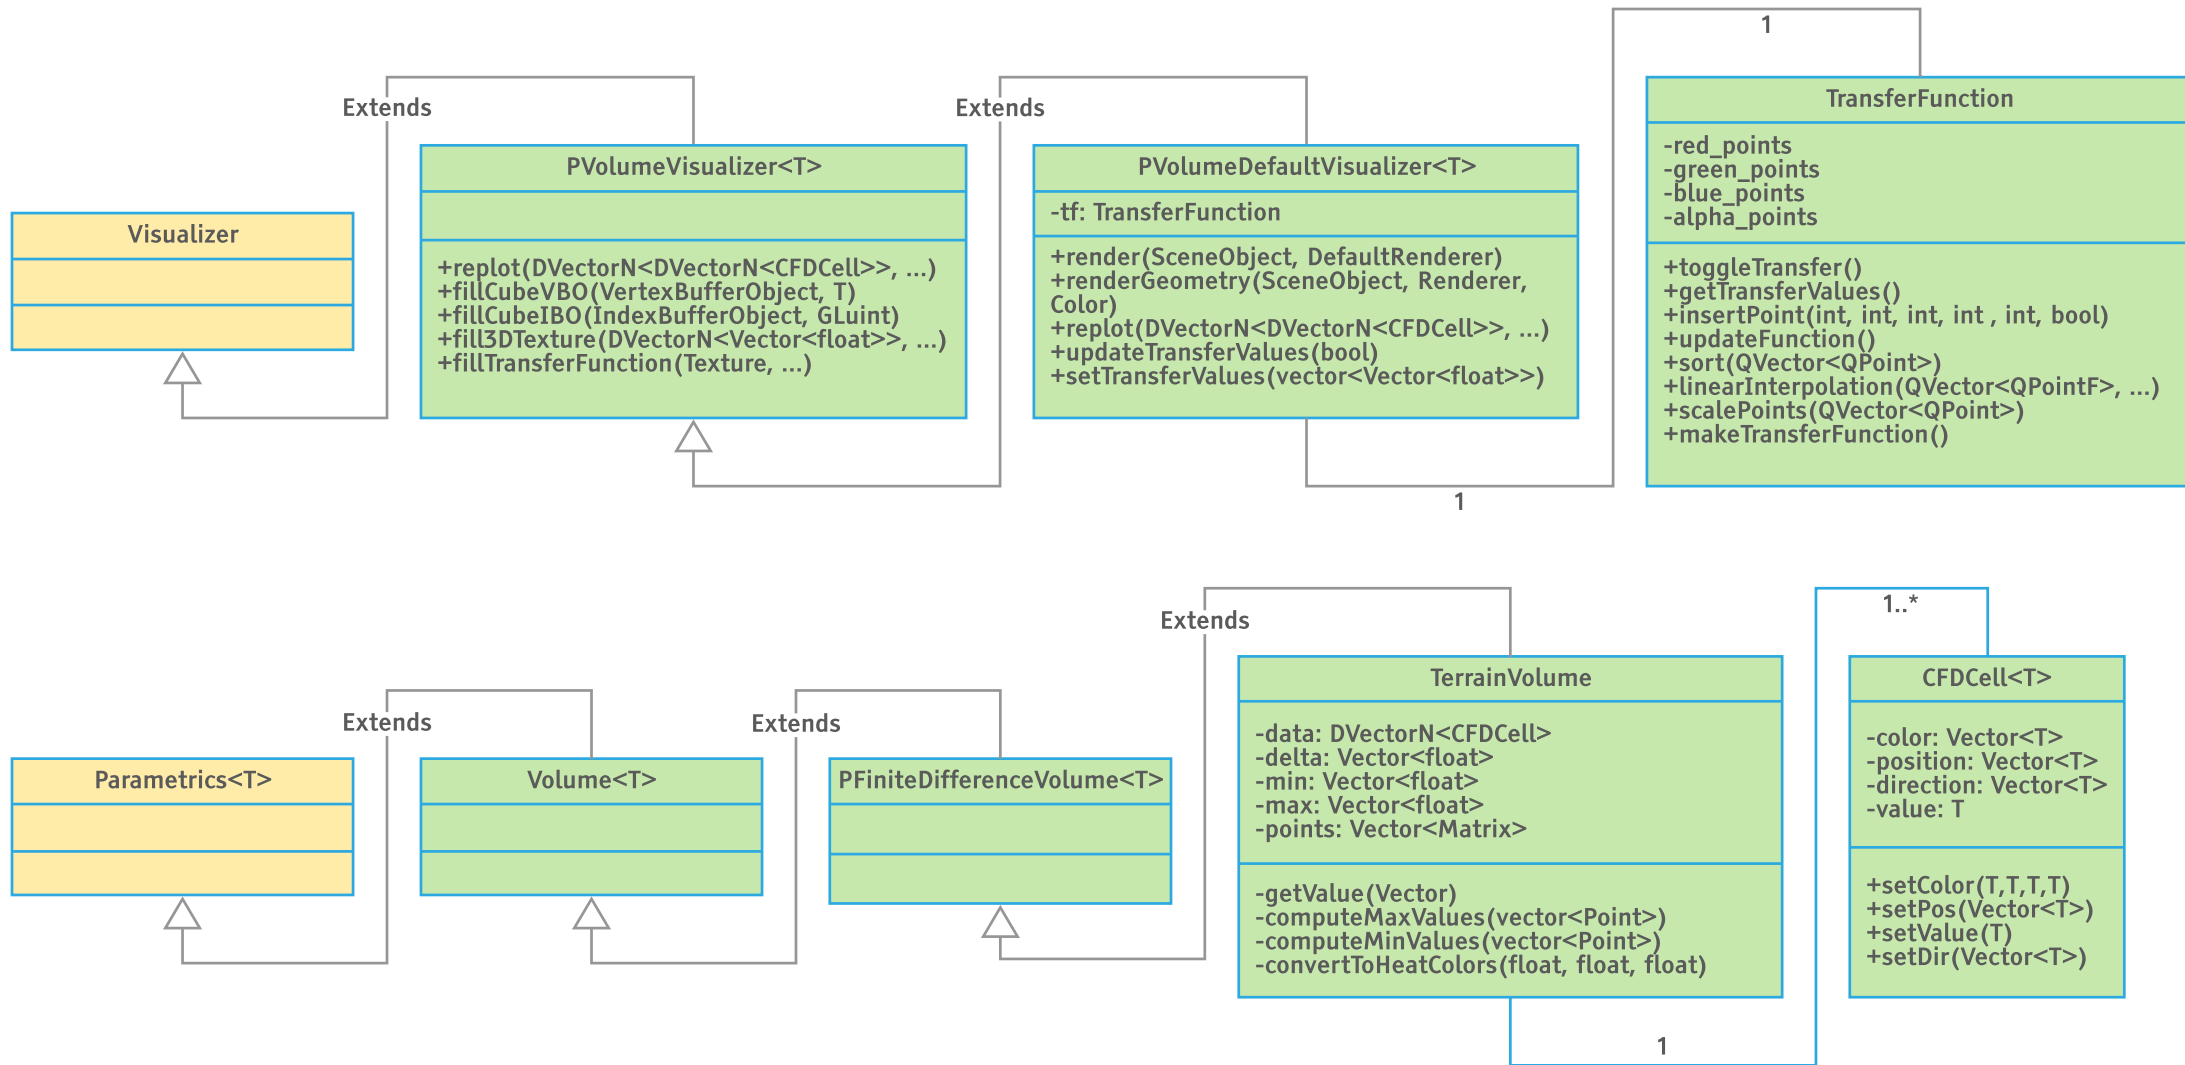 1
Extends
Extends
TransferFunction
-red_points
-green_points
-blue_points
-alpha_points
+toggleTransfer()
+getTransferValues()
+insertPoint(int, int, int, int , int, bool)
+updateFunction()
+sort(QVector<QPoint>)
+linearInterpolation(QVector<QPointF>, ...)
+scalePoints(QVector<QPoint>)
+makeTransferFunction()
PVolumeVisualizer<T>
+replot(DVectorN<DVectorN<CFDCell>>, ...)
+fillCubeVBO(VertexBufferObject, T)
+fillCubeIBO(IndexBufferObject, GLuint)
+fill3DTexture(DVectorN<Vector<float>>, ...)
+fillTransferFunction(Texture, ...)
PVolumeDefaultVisualizer<T>
-tf: TransferFunction
+render(SceneObject, DefaultRenderer)
+renderGeometry(SceneObject, Renderer,
Color)
+replot(DVectorN<DVectorN<CFDCell>>, ...)
+updateTransferValues(bool)
+setTransferValues(vector<Vector<float>>)
Visualizer
1
Extends
1..*
TerrainVolume
-data: DVectorN<CFDCell>
-delta: Vector<float>
-min: Vector<float>
-max: Vector<float>
-points: Vector<Matrix>
-getValue(Vector)
-computeMaxValues(vector<Point>)
-computeMinValues(vector<Point>)
-convertToHeatColors(float, float, float)
CFDCell<T>
-color: Vector<T>
-position: Vector<T>
-direction: Vector<T>
-value: T
+setColor(T,T,T,T)
+setPos(Vector<T>)
+setValue(T)
+setDir(Vector<T>)
Extends
Extends
Parametrics<T>
Volume<T>
PFiniteDifferenceVolume<T>
1